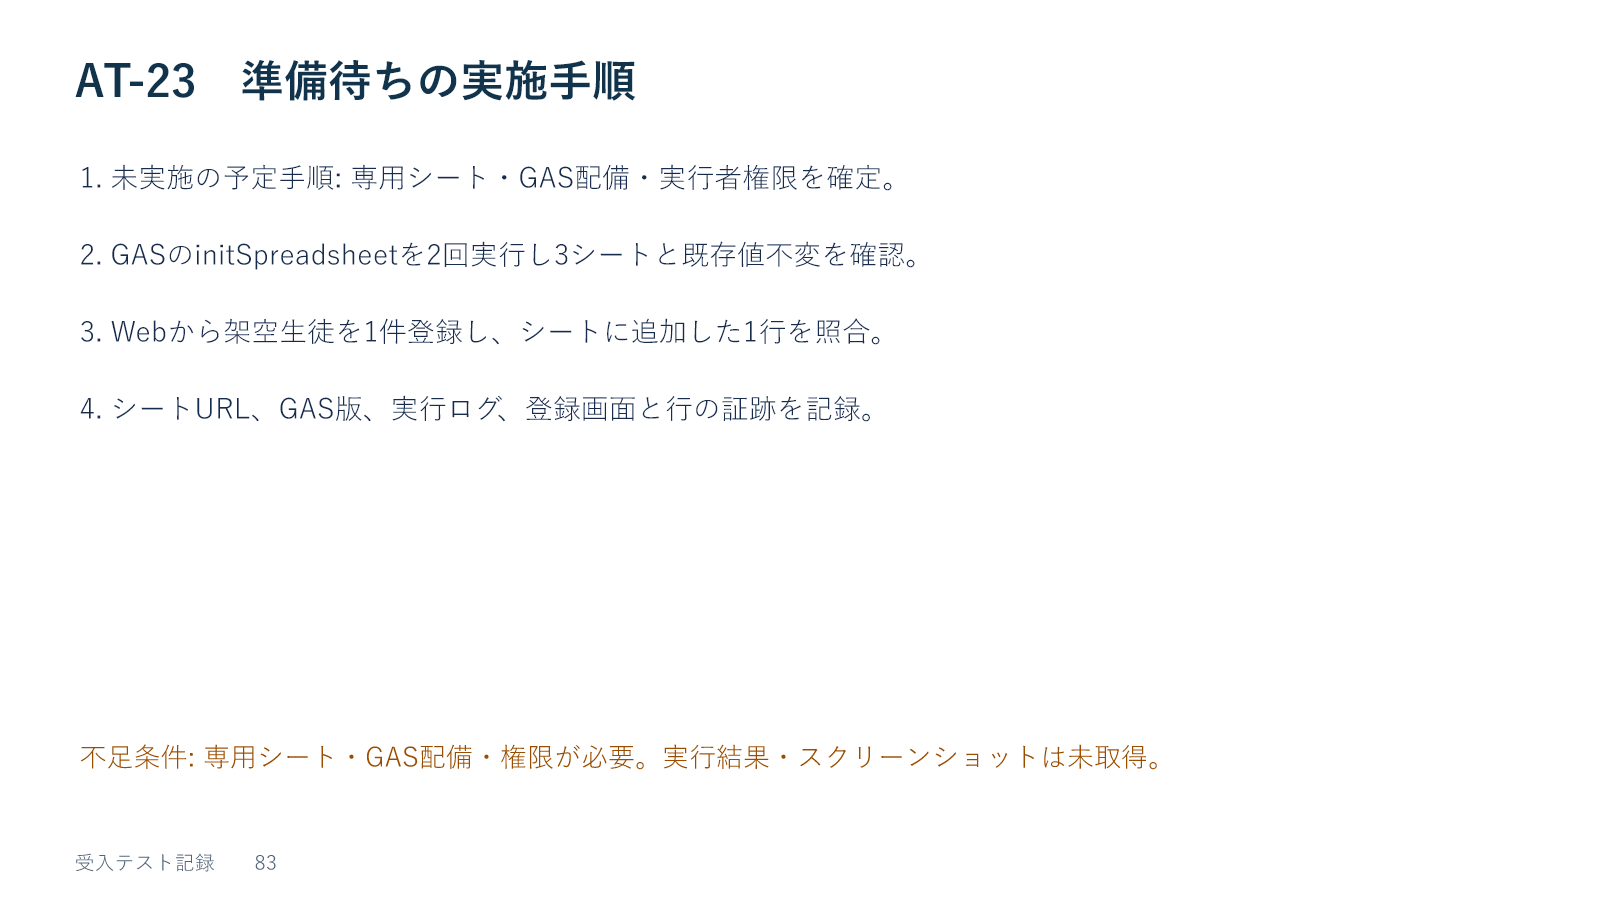 AT-23　準備待ちの実施手順
1. 未実施の予定手順: 専用シート・GAS配備・実行者権限を確定。
2. GASのinitSpreadsheetを2回実行し3シートと既存値不変を確認。
3. Webから架空生徒を1件登録し、シートに追加した1行を照合。
4. シートURL、GAS版、実行ログ、登録画面と行の証跡を記録。
不足条件: 専用シート・GAS配備・権限が必要。実行結果・スクリーンショットは未取得。
受入テスト記録　　83